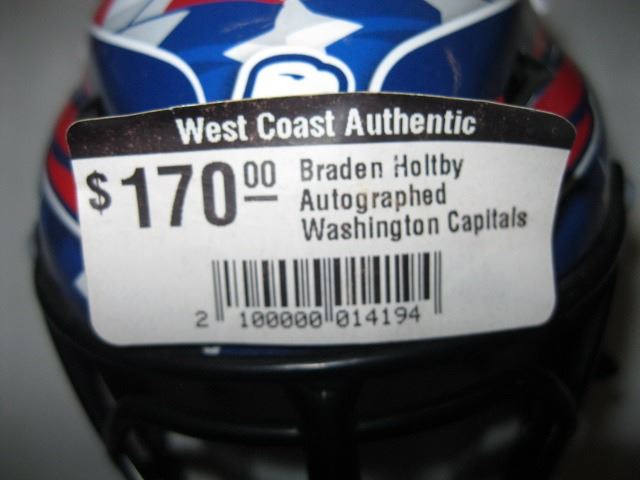 West Coast Authentic
$170.00
Braden Holtby
Autographed
Washington Capitals
2 100000 014194